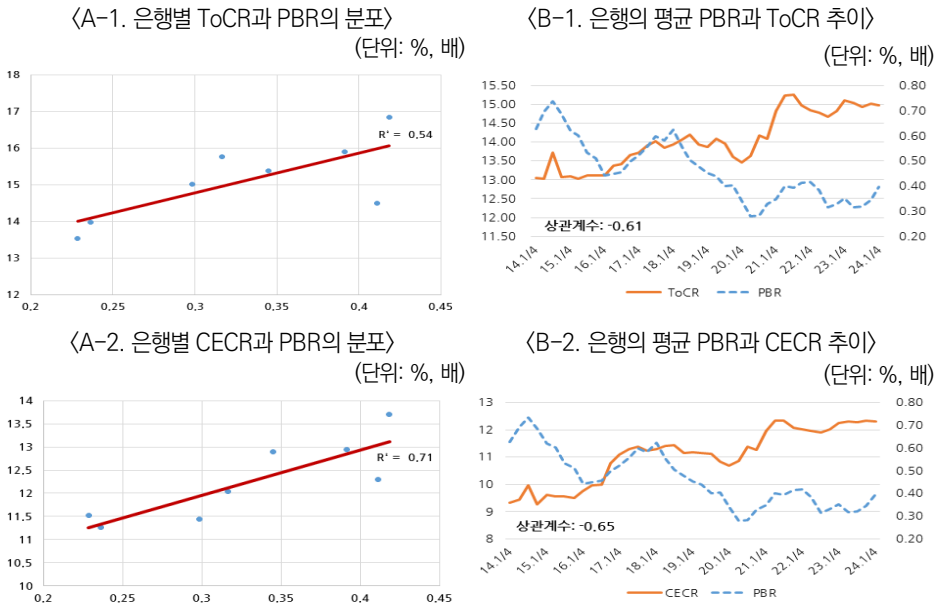 〈A-1. 은행별 ToCR과 PBR의 분포〉
(단위: %, 배)
18
17
16
15
14
13
12
R² = 0.54
0.2 0.25 0.3 0.35 0.4 0.45
〈B-1. 은행의 평균 PBR과 ToCR 추이〉
(단위: %, 배)
15.50 0.80
15.00 0.70
14.50 0.60
14.00
13.50 0.50
13.00 0.40
12.50
12.00 0.30
11.50 0.20
상관계수: -0.61
14.1/4 15.1/4 16.1/4 17.1/4 18.1/4 19.1/4 20.1/4 21.1/4 22.1/4 23.1/4 24.1/4
ToCR PBR
〈A-2. 은행별 CECR과 PBR의 분포〉
(단위: %, 배)
14
13.5
13
12.5
12
11.5
11
10.5
10
R² = 0.71
0.2 0.25 0.3 0.35 0.4 0.45
〈B-2. 은행의 평균 PBR과 CECR 추이〉
(단위: %, 배)
13 0.80
12 0.70
11 0.60
0.50
10 0.40
9 0.30
8 0.20
상관계수: -0.65
14.1/4 15.1/4 16.1/4 17.1/4 18.1/4 19.1/4 20.1/4 21.1/4 22.1/4 23.1/4 24.1/4
CECR PBR